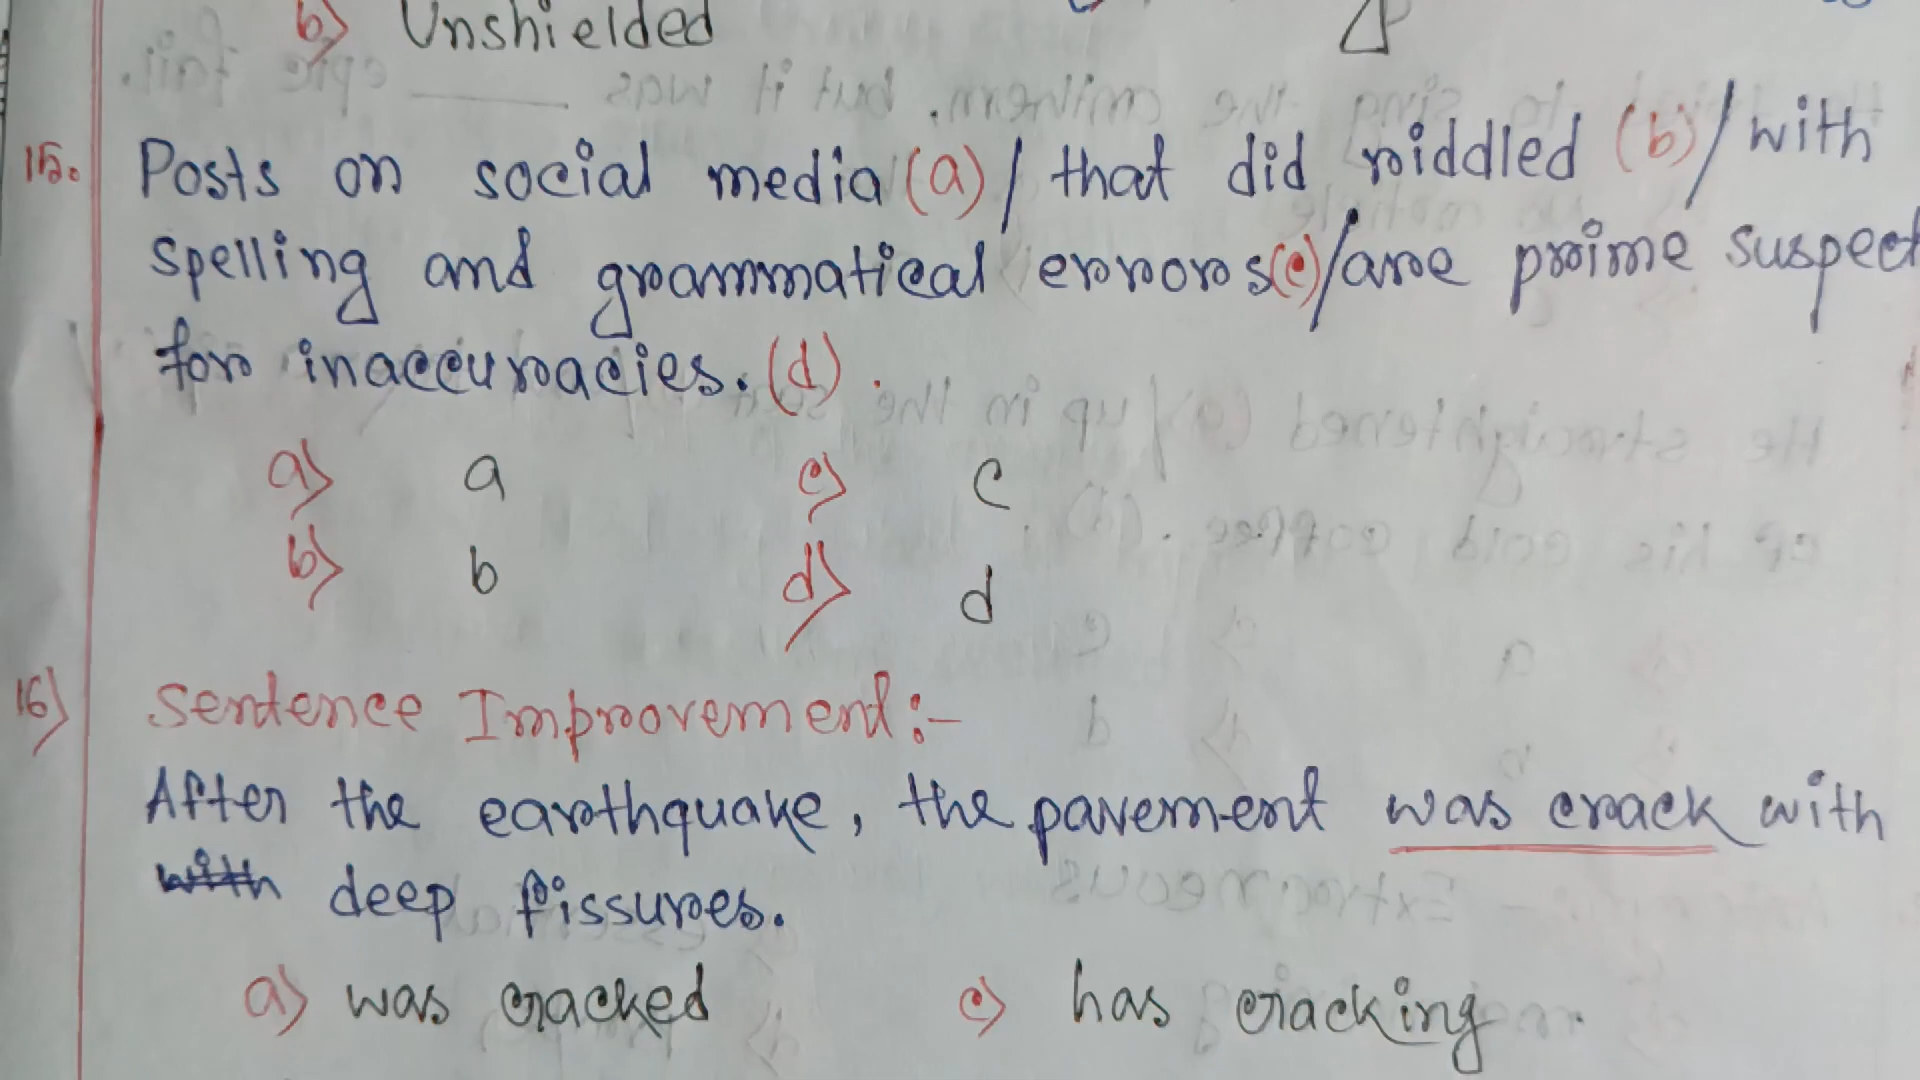 b) Unshielded
15. Posts on social media (a) / that did riddled (b) / with
spelling and grammatical errors (c) / are prime suspect
for inaccuracies. (d).
a) a c) c
b) b d) d
16) Sentence Improvement :-
After the earthquake, the pavement was crack with
with deep fissures.
a) was cracked c) has cracking